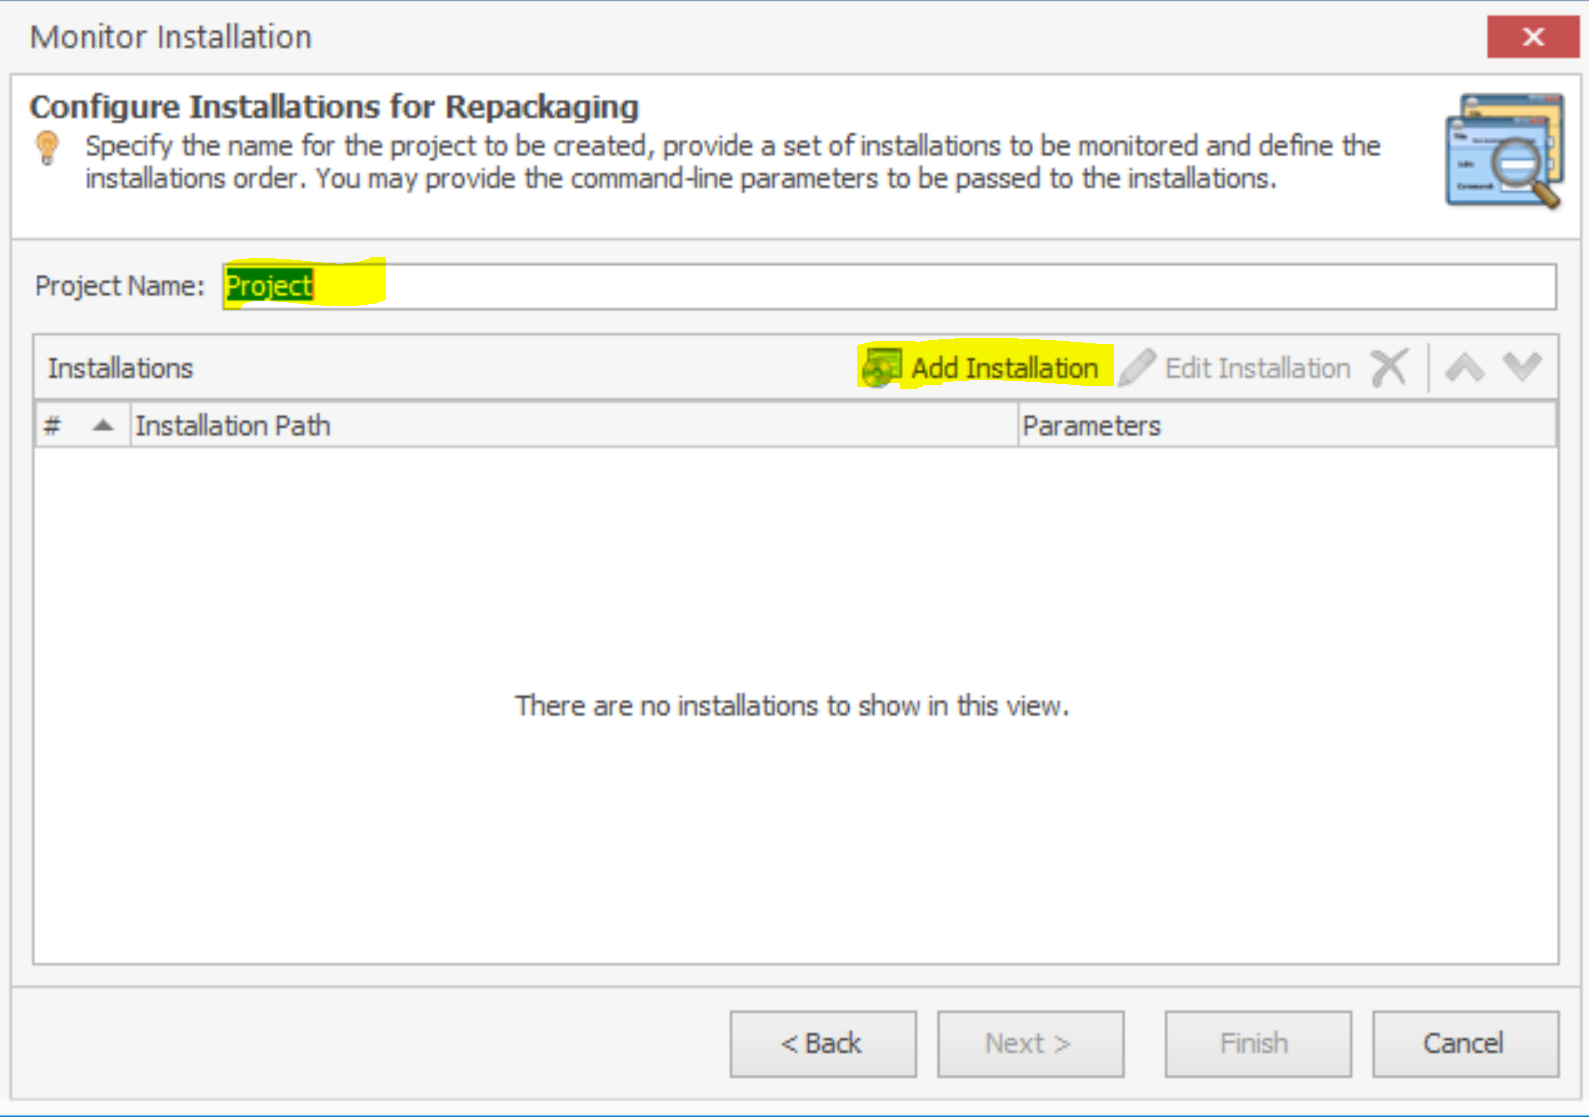 Monitor Installation
Configure Installations for Repackaging
Specify the name for the project to be created, provide a set of installations to be monitored and define the
installations order. You may provide the command-line parameters to be passed to the installations.
Project Name: Project
Installations Add Installation Edit Installation
# Installation Path Parameters
There are no installations to show in this view.
< Back Next > Finish Cancel